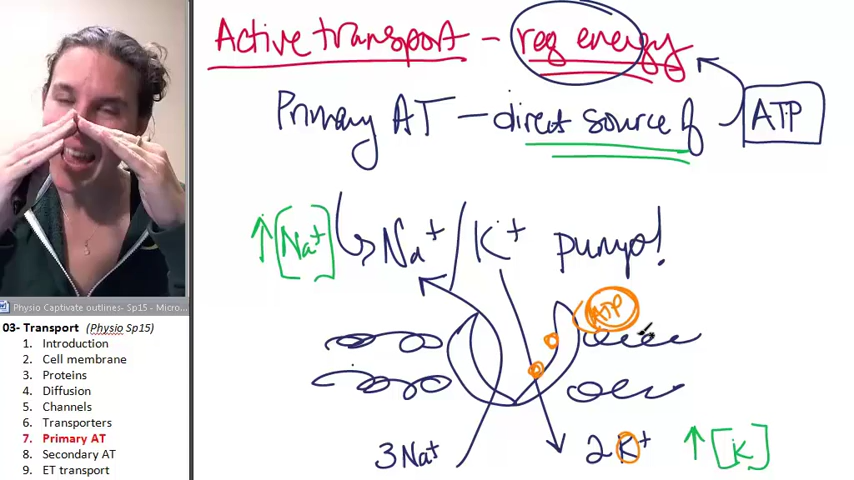 Active transport - req energy
Primary AT - direct source of ATP
↑[Na+] Na+/K+ pump!
ATP
3Na+ 2K+ ↑[K]
Physio Captivate outlines- Sp15 - Micro...
03- Transport (Physio Sp15)
1. Introduction
2. Cell membrane
3. Proteins
4. Diffusion
5. Channels
6. Transporters
7. Primary AT
8. Secondary AT
9. ET transport